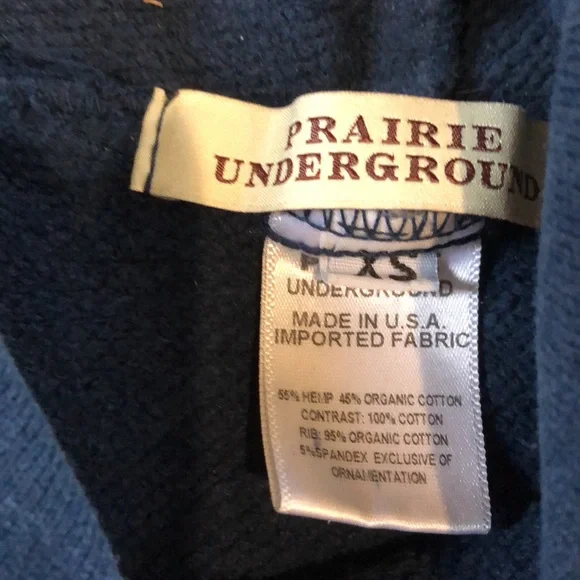 PRAIRIE
UNDERGROUND
XS
UNDERGROUND
MADE IN U.S.A.
IMPORTED FABRIC
55% HEMP 45% ORGANIC COTTON
CONTRAST: 100% COTTON
RIB: 95% ORGANIC COTTON
5%SPANDEX EXCLUSIVE OF
ORNAMENTATION